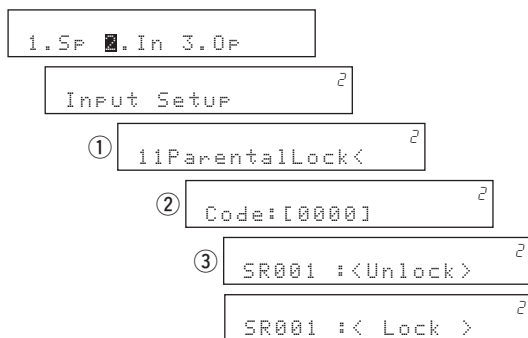 1.Sp 2.In 3.Op
2
Input Setup
2
① 11ParentalLock<
2
② Code:[0000]
2
③ SR001 :<Unlock>
2
SR001 :< Lock >